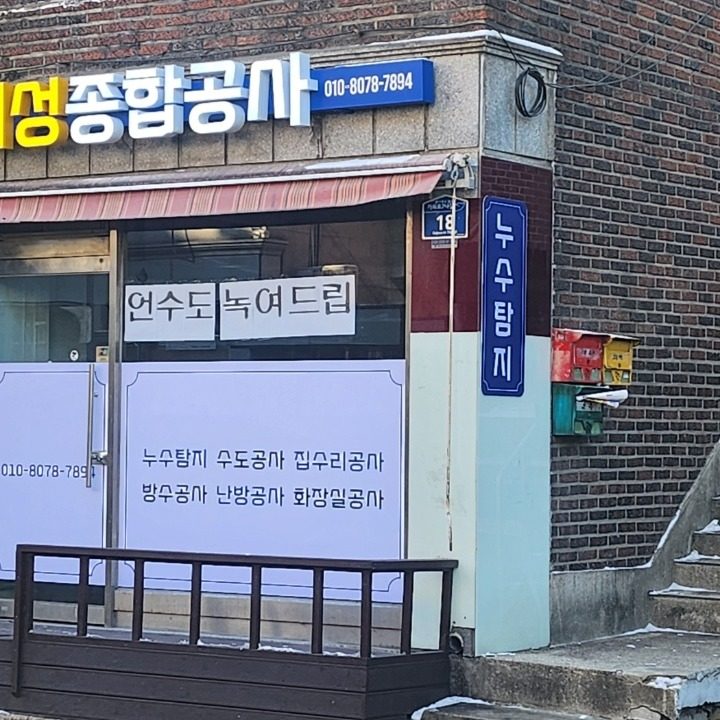 성종합공사
010-8078-7894
18
누수탐지
언수도 녹여드립
010-8078-7894
누수탐지 수도공사 집수리공사
방수공사 난방공사 화장실공사